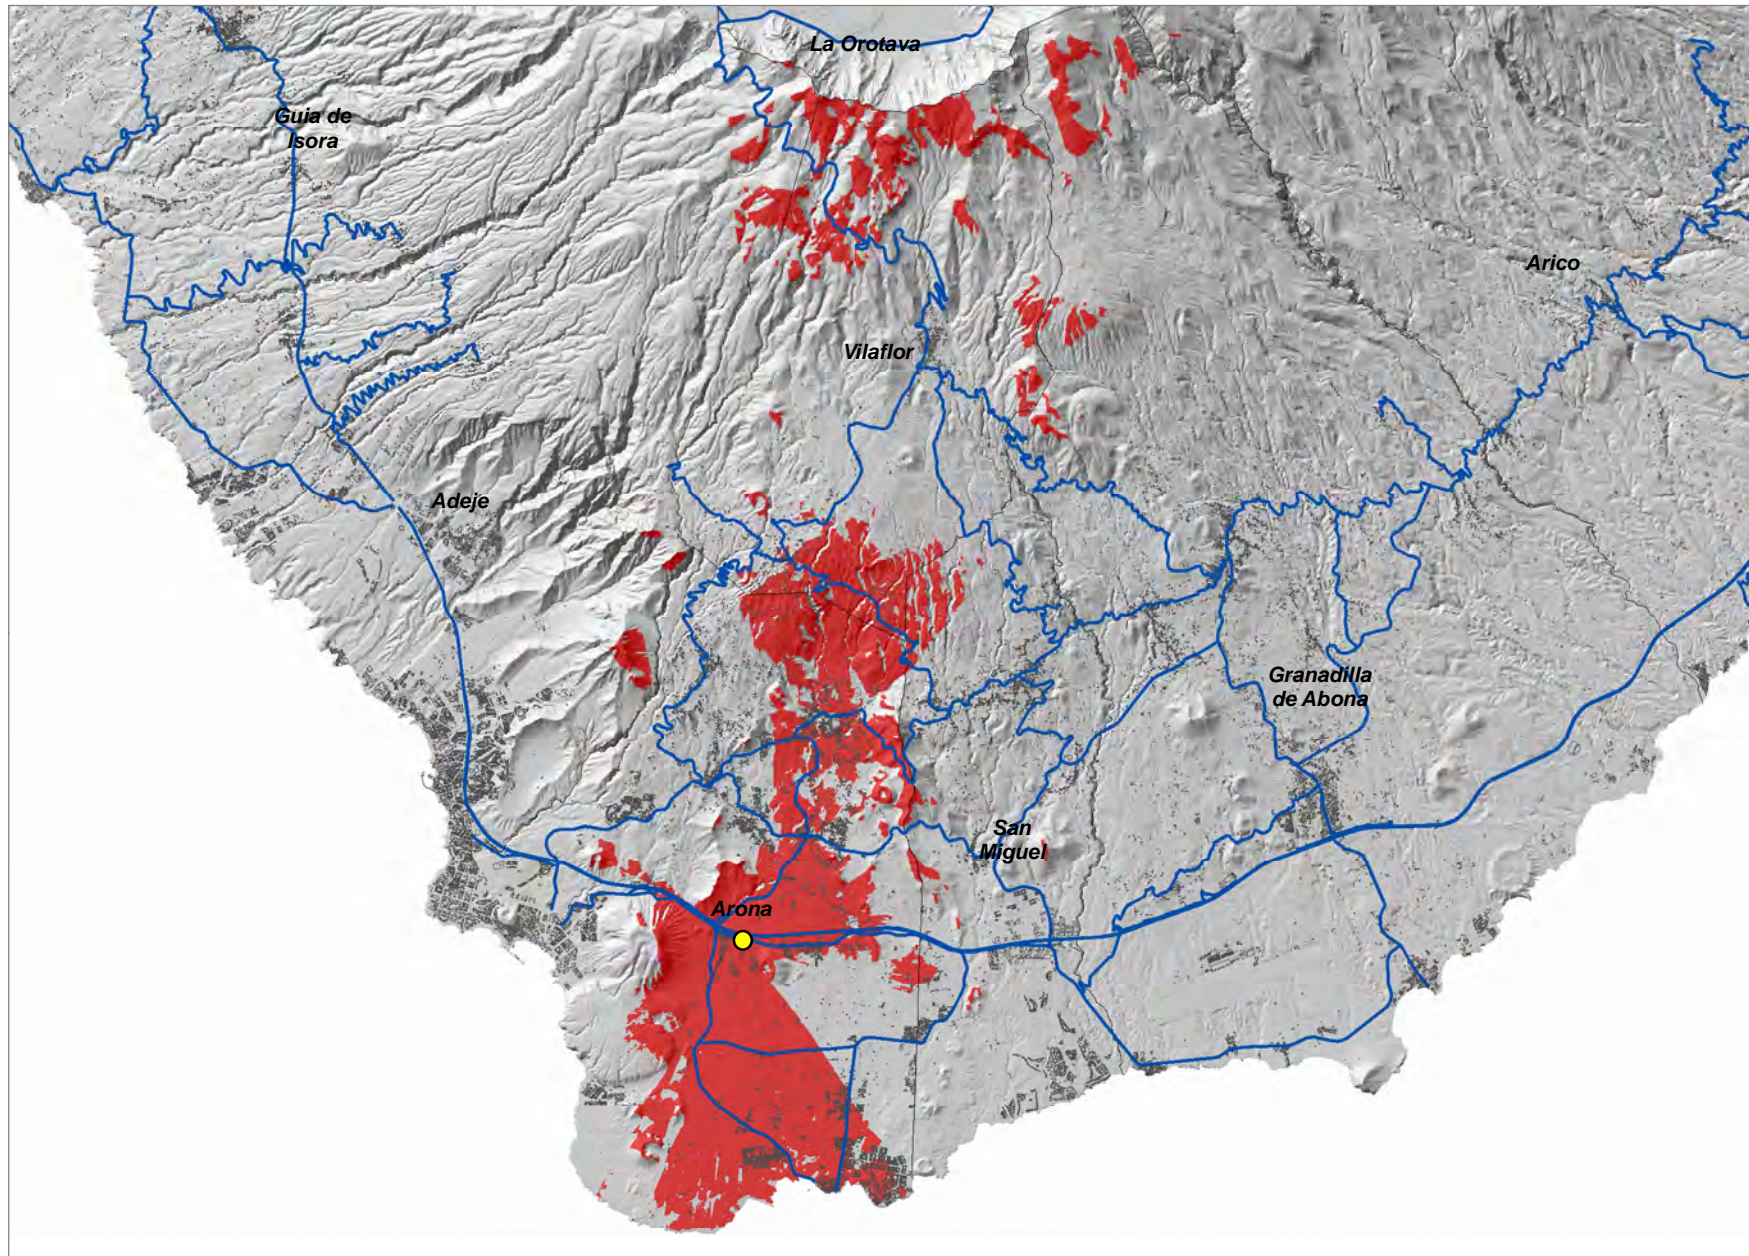 La Orotava
Guia de
Isora
Arico
Vilaflor
Adeje
Granadilla
de Abona
San
Miguel
Arona